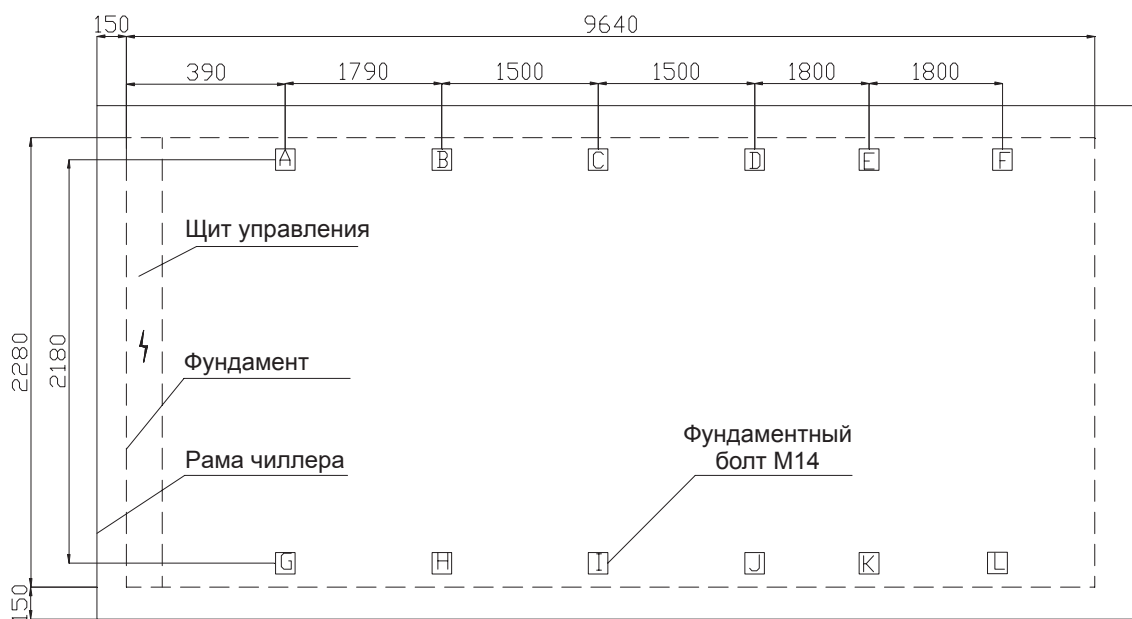 150 9640
390 1790 1500 1500 1800 1800
A B C D E F
Щит управления
2280
2180
Фундамент
Рама чиллера
Фундаментный
болт М14
G H I J K L
150